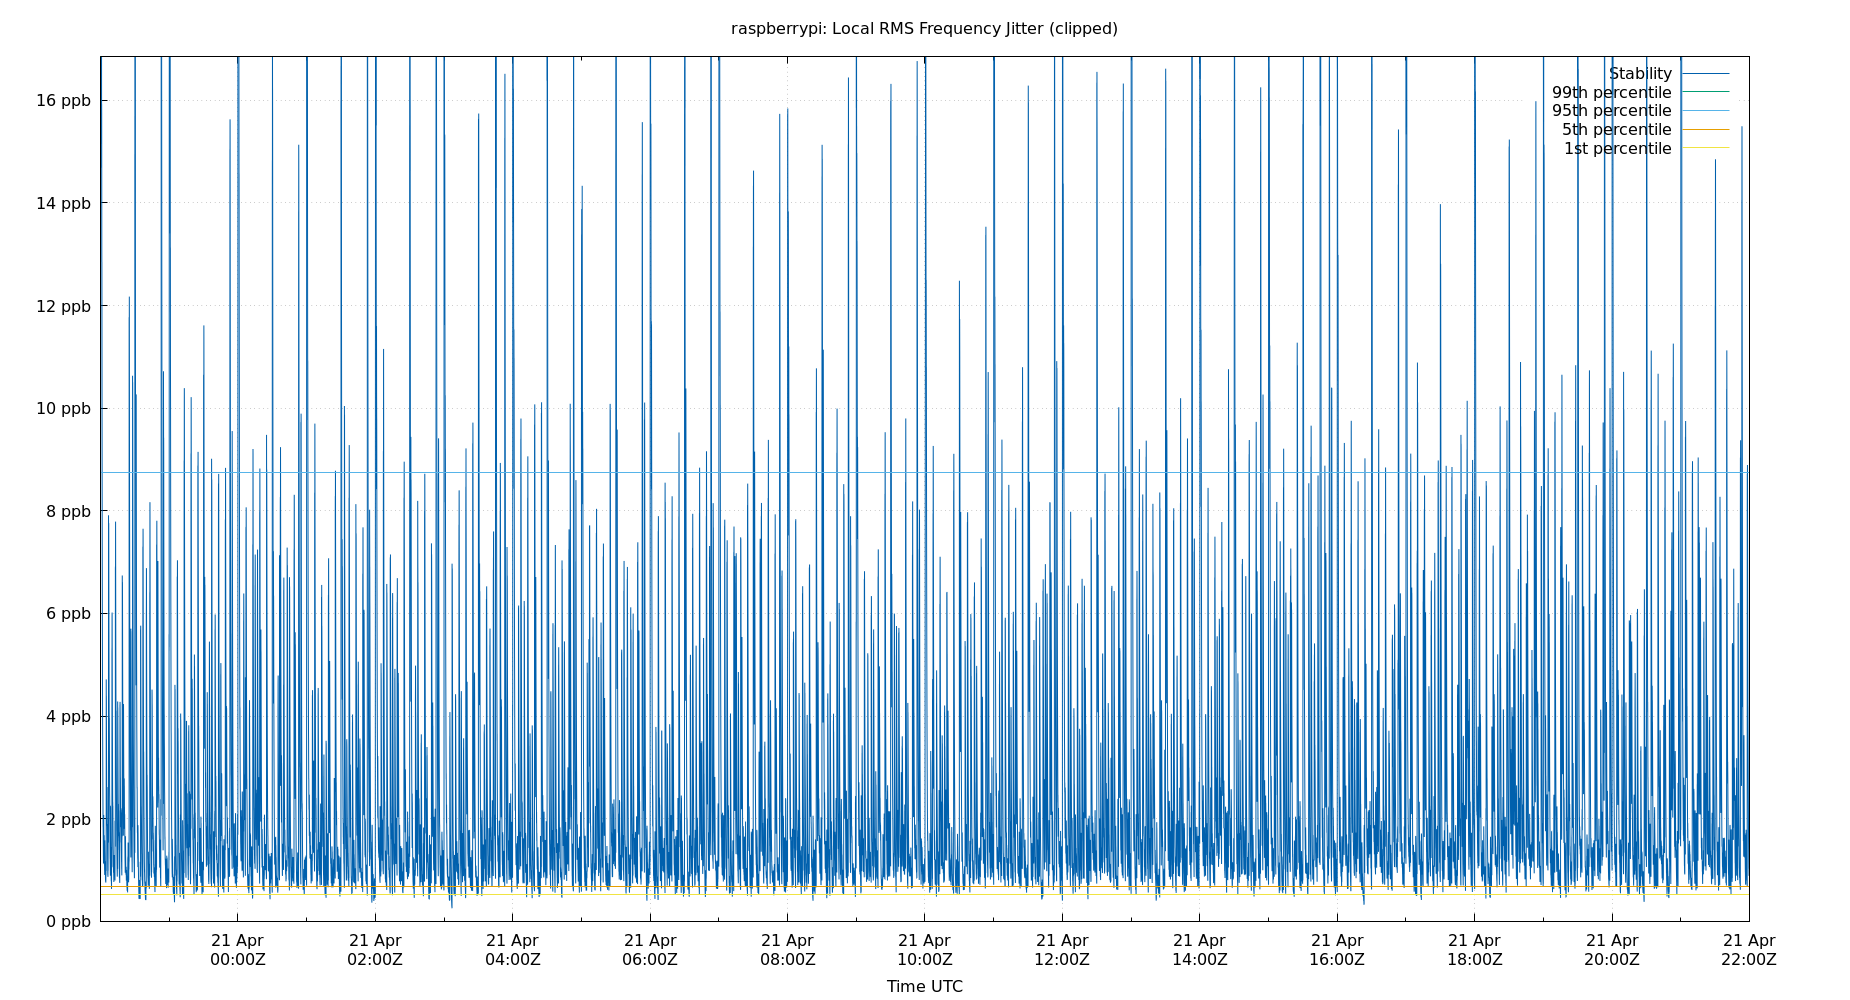 raspberrypi: Local RMS Frequency Jitter (clipped)
Stability
99th percentile
95th percentile
5th percentile
1st percentile
16 ppb
14 ppb
12 ppb
10 ppb
8 ppb
6 ppb
4 ppb
2 ppb
0 ppb
21 Apr 21 Apr 21 Apr 21 Apr 21 Apr 21 Apr 21 Apr 21 Apr 21 Apr 21 Apr 21 Apr 21 Apr
00:00Z 02:00Z 04:00Z 06:00Z 08:00Z 10:00Z 12:00Z 14:00Z 16:00Z 18:00Z 20:00Z 22:00Z
Time UTC